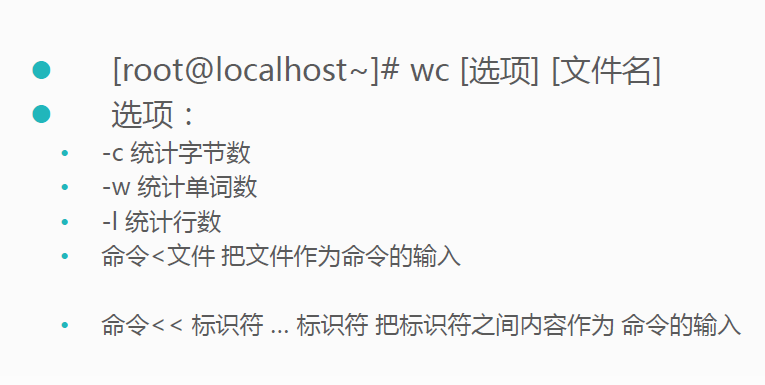 [root@localhost~]# wc [选项] [文件名]
选项：
-c 统计字节数
-w 统计单词数
-l 统计行数
命令<文件 把文件作为命令的输入
命令<< 标识符 ... 标识符 把标识符之间内容作为 命令的输入